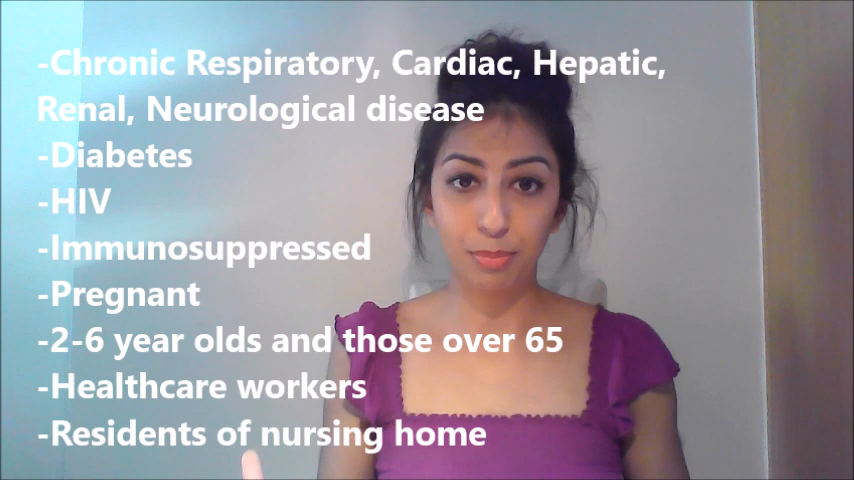 -Chronic Respiratory, Cardiac, Hepatic,
Renal, Neurological disease
-Diabetes
-HIV
-Immunosuppressed
-Pregnant
-2-6 year olds and those over 65
-Healthcare workers
-Residents of nursing home